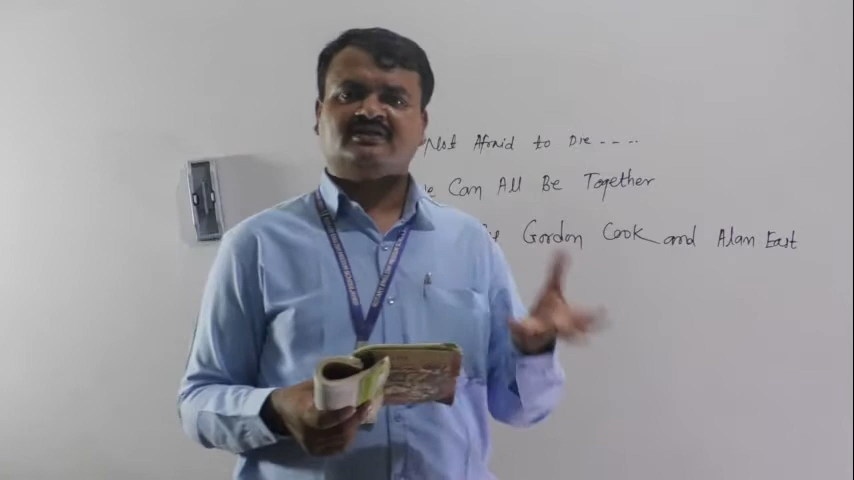 Not Afraid to Die ----
Can All Be Together
Gordon Cook and Alan East